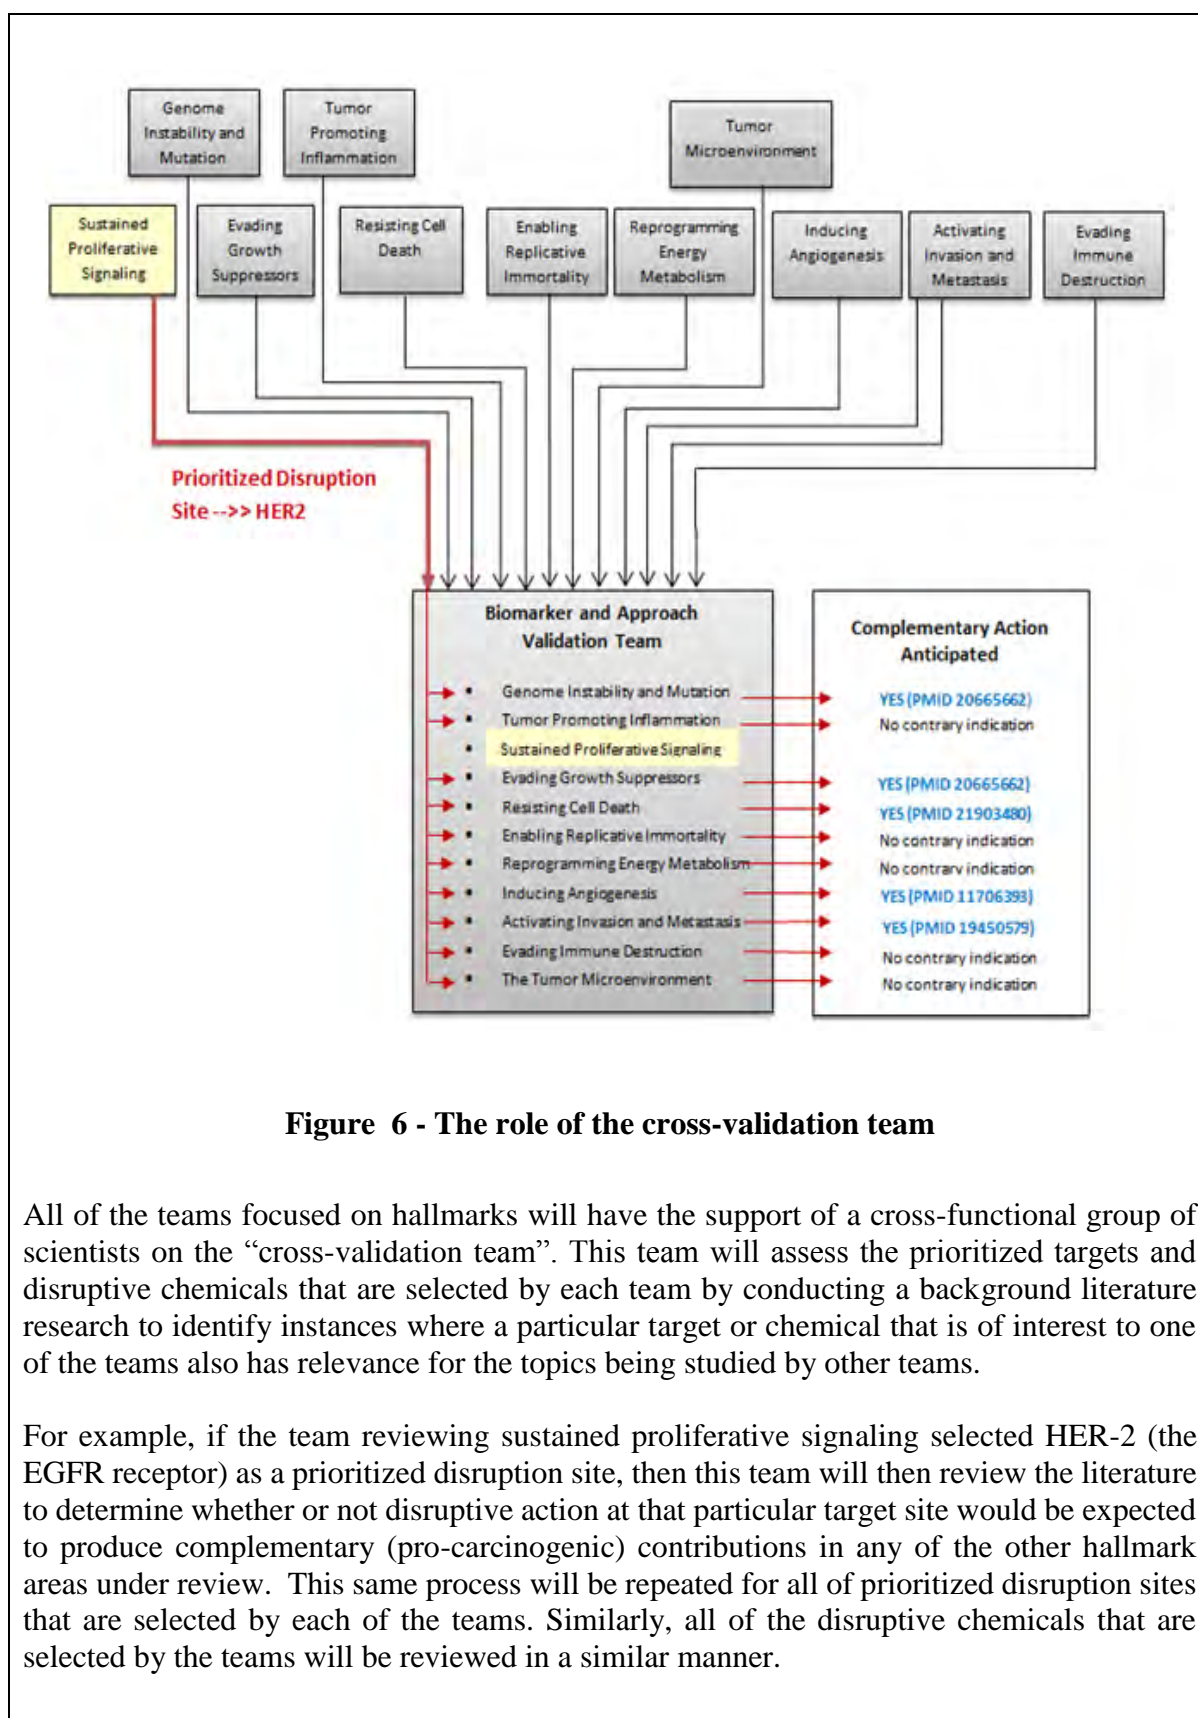 Genome
Instability and
Mutation
Tumor
Promoting
Inflammation
Tumor
Microenvironment
Sustained
Proliferative
Signaling
Evading
Growth
Suppressors
Resisting Cell
Death
Enabling
Replicative
Immortality
Reprogramming
Energy
Metabolism
Inducing
Angiogenesis
Activating
Invasion and
Metastasis
Evading
Immune
Destruction
Prioritized Disruption
Site -->> HER2
Biomarker and Approach
Validation Team
Complementary Action
Anticipated
▪ Genome Instability and Mutation YES (PMID 20665662)
▪ Tumor Promoting Inflammation No contrary indication
▪ Sustained Proliferative Signaling
▪ Evading Growth Suppressors YES (PMID 20665662)
▪ Resisting Cell Death YES (PMID 21903480)
▪ Enabling Replicative Immortality No contrary indication
▪ Reprogramming Energy Metabolism No contrary indication
▪ Inducing Angiogenesis YES (PMID 11706393)
▪ Activating Invasion and Metastasis YES (PMID 19450579)
▪ Evading Immune Destruction No contrary indication
▪ The Tumor Microenvironment No contrary indication
Figure 6 - The role of the cross-validation team
All of the teams focused on hallmarks will have the support of a cross-functional group of
scientists on the “cross-validation team”. This team will assess the prioritized targets and
disruptive chemicals that are selected by each team by conducting a background literature
research to identify instances where a particular target or chemical that is of interest to one
of the teams also has relevance for the topics being studied by other teams.
For example, if the team reviewing sustained proliferative signaling selected HER-2 (the
EGFR receptor) as a prioritized disruption site, then this team will then review the literature
to determine whether or not disruptive action at that particular target site would be expected
to produce complementary (pro-carcinogenic) contributions in any of the other hallmark
areas under review. This same process will be repeated for all of prioritized disruption sites
that are selected by each of the teams. Similarly, all of the disruptive chemicals that are
selected by the teams will be reviewed in a similar manner.